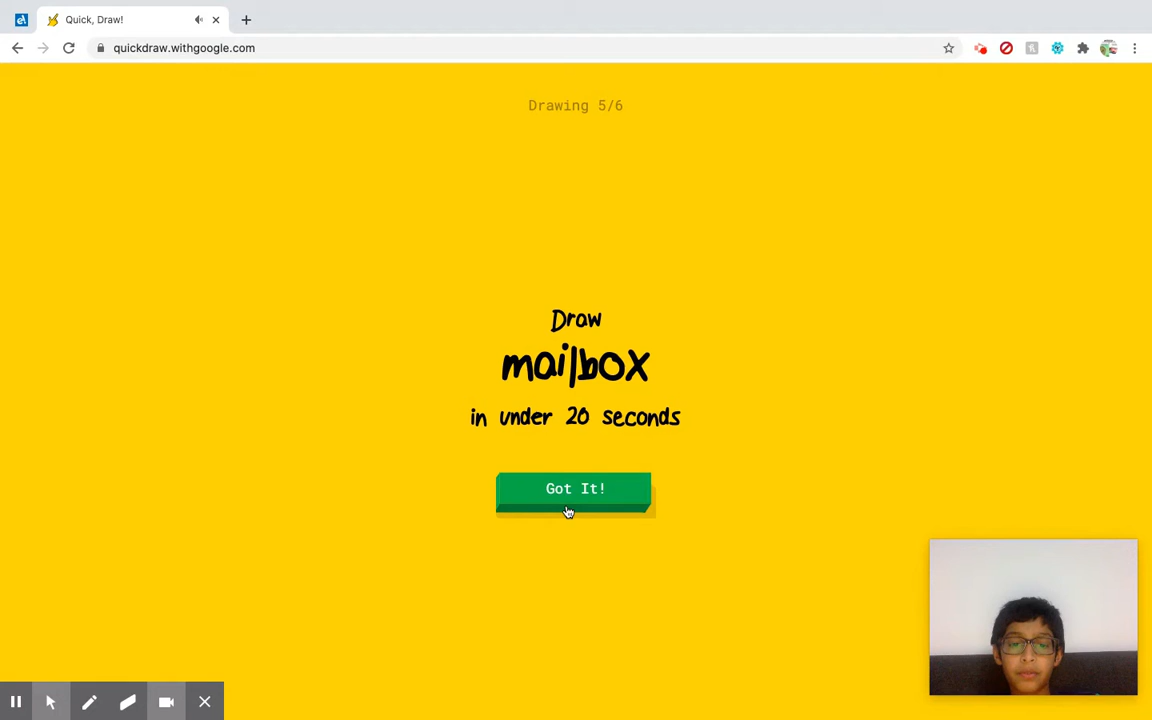 Quick, Draw!
quickdraw.withgoogle.com
Drawing 5/6
Draw
mailbox
in under 20 seconds
Got It!